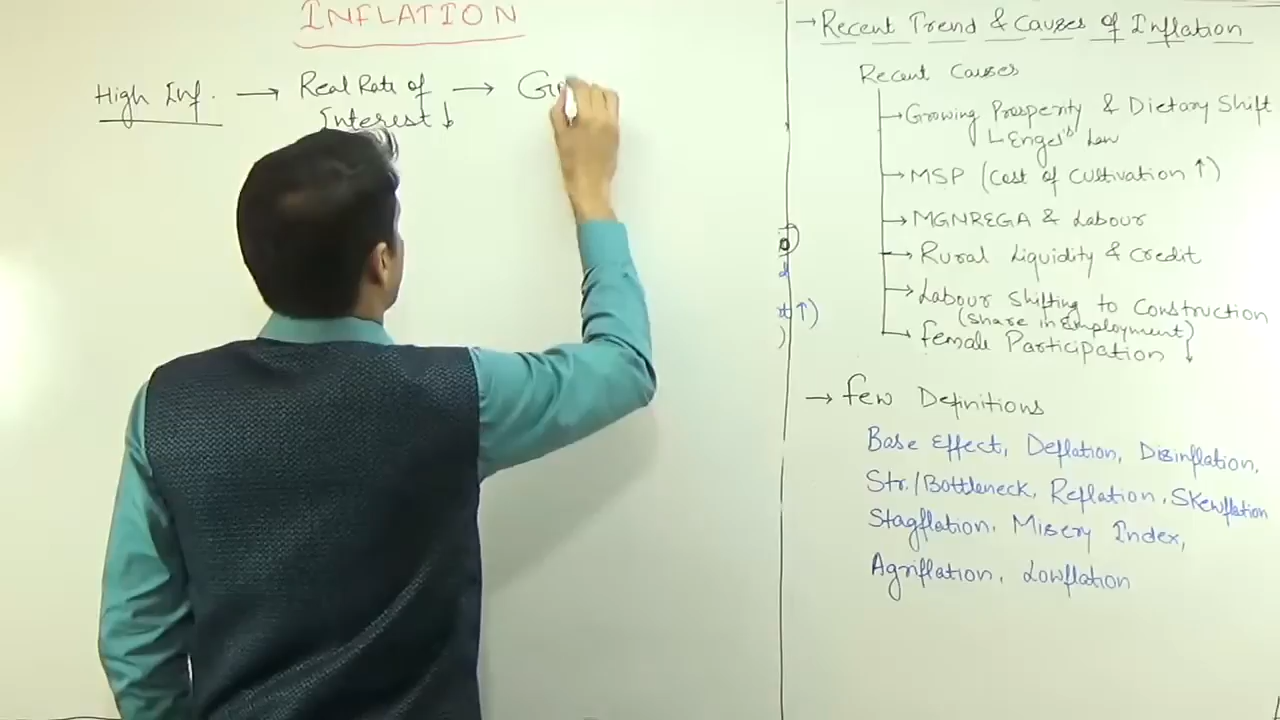 INFLATION
High Inf. → Real Rate of → G
Interest ↓
→ Recent Trend & Causes of Inflation
Recent Causes
→ Growing Prosperity & Dietary Shift
Engel's Law
→ MSP (Cost of Cultivation ↑)
→ MGNREGA & Labour
→ Rural Liquidity & Credit
→ Labour Shifting to Construction
(Share in Employment)
→ Female Participation ↓
→ Few Definitions
Base Effect, Deflation, Disinflation,
Str./Bottleneck, Reflation, Skewflation
Stagflation, Misery Index,
Agriflation, Lowflation